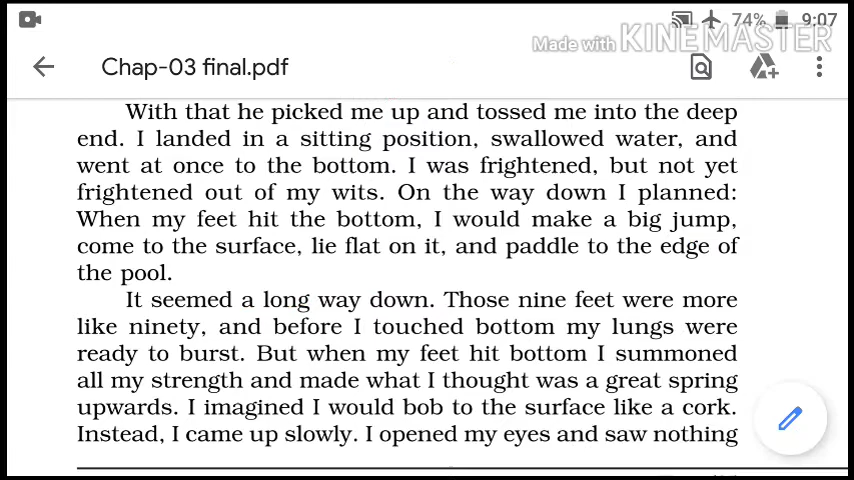 74% 9:07
Made with KINEMASTER
Chap-03 final.pdf
With that he picked me up and tossed me into the deep
end. I landed in a sitting position, swallowed water, and
went at once to the bottom. I was frightened, but not yet
frightened out of my wits. On the way down I planned:
When my feet hit the bottom, I would make a big jump,
come to the surface, lie flat on it, and paddle to the edge of
the pool.
It seemed a long way down. Those nine feet were more
like ninety, and before I touched bottom my lungs were
ready to burst. But when my feet hit bottom I summoned
all my strength and made what I thought was a great spring
upwards. I imagined I would bob to the surface like a cork.
Instead, I came up slowly. I opened my eyes and saw nothing